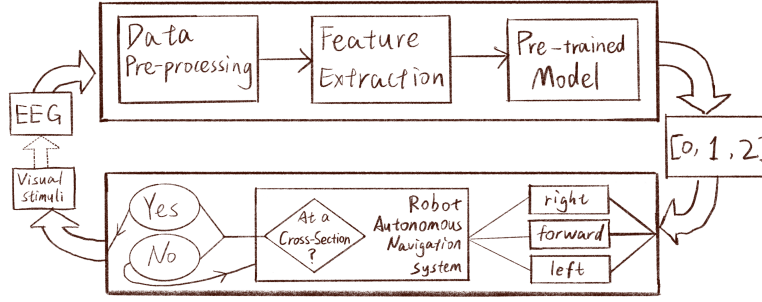 Data
Pre-processing
Feature
Extraction
Pre-trained
Model
EEG
[0, 1, 2]
Visual
stimuli
Yes
No
At a
Cross-Section
?
Robot
Autonomous
Navigation
System
right
forward
left